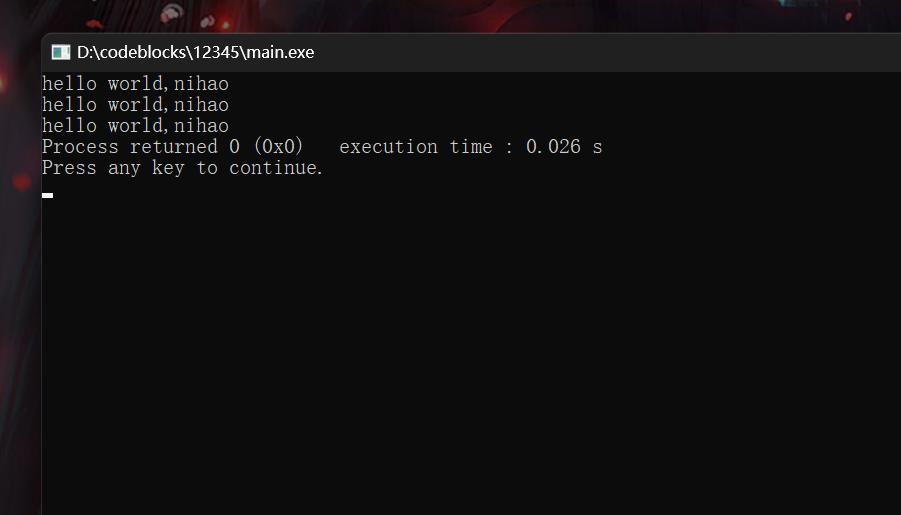 D:\codeblocks\12345\main.exe
hello world,nihao
hello world,nihao
hello world,nihao
Process returned 0 (0x0)   execution time : 0.026 s
Press any key to continue.